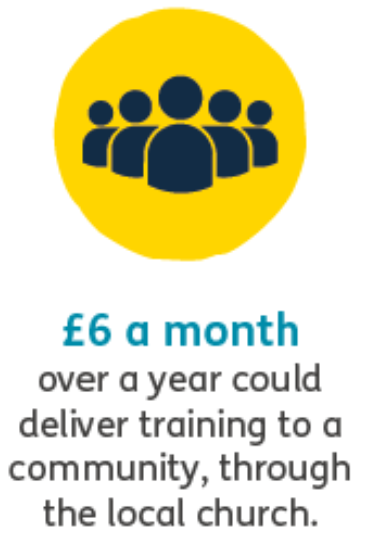 £6 a month
over a year could
deliver training to a
community, through
the local church.